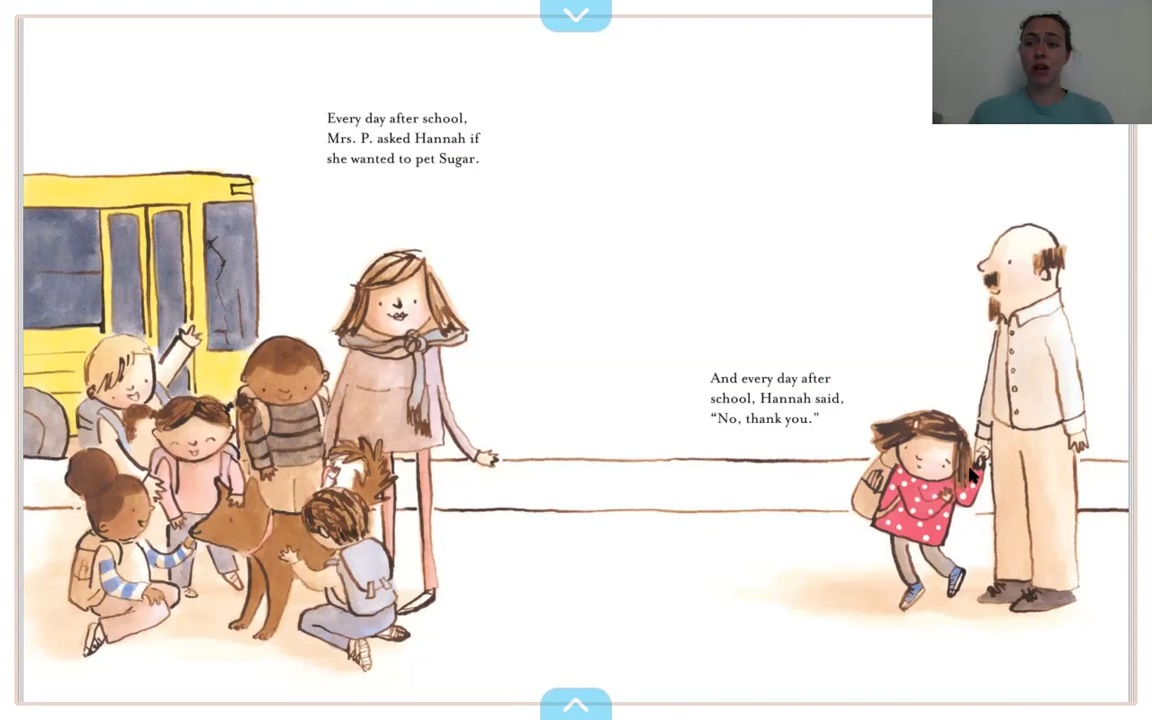 Every day after school,
Mrs. P. asked Hannah if
she wanted to pet Sugar.
And every day after
school, Hannah said,
“No, thank you.”